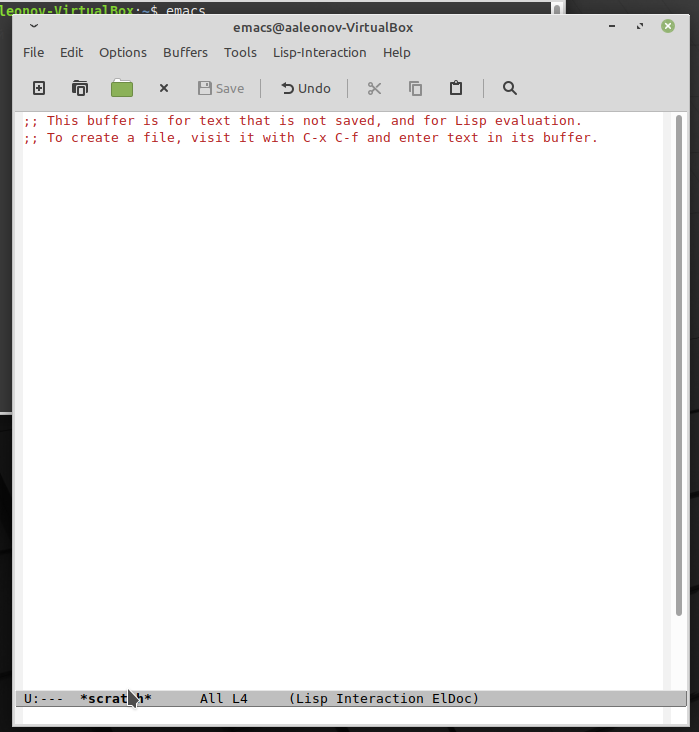 leonov-VirtualBox:~$ emacs
emacs@aaleonov-VirtualBox
File Edit Options Buffers Tools Lisp-Interaction Help
Save Undo
;; This buffer is for text that is not saved, and for Lisp evaluation.
;; To create a file, visit it with C-x C-f and enter text in its buffer.
U:--- *scratch* All L4 (Lisp Interaction ElDoc)